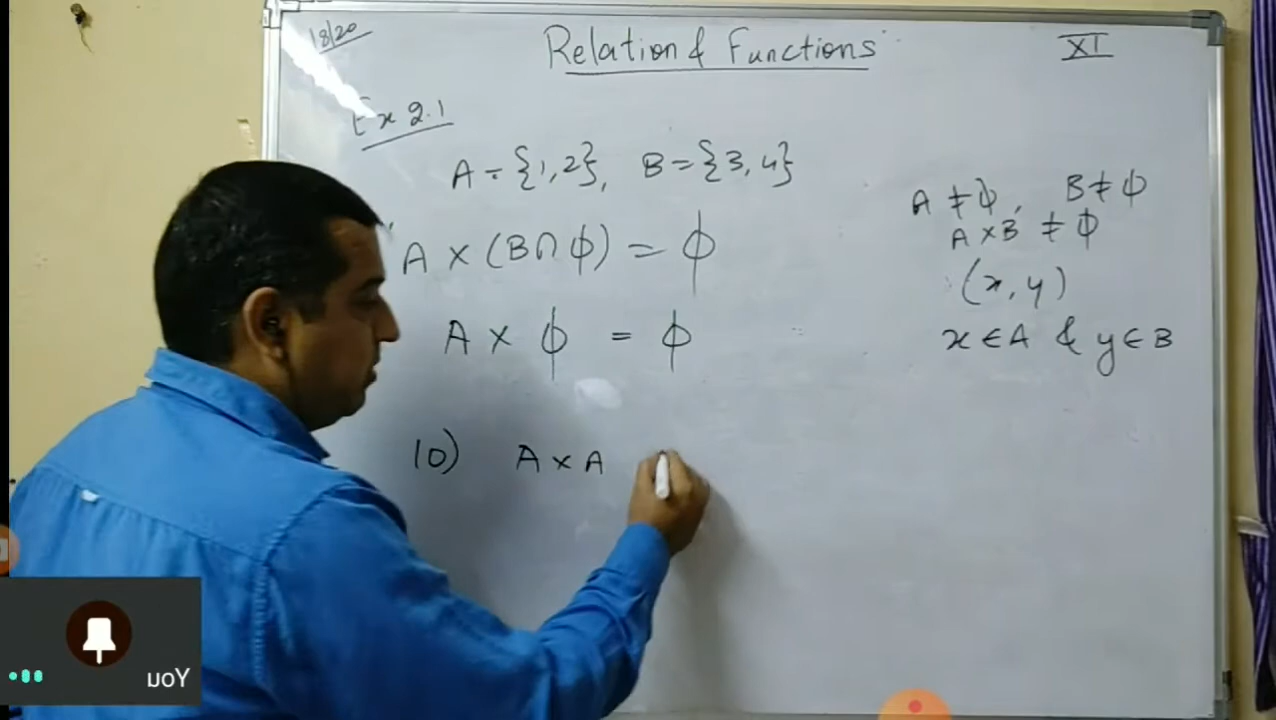 18/20
Relation & Functions
XI
Ex 2.1
A = {1,2}, B = {3,4}
A × (B ∩ ϕ) = ϕ
A × ϕ = ϕ
10) A × A
A ≠ ϕ, B ≠ ϕ
A × B ≠ ϕ
(x, y)
x ∈ A & y ∈ B
You